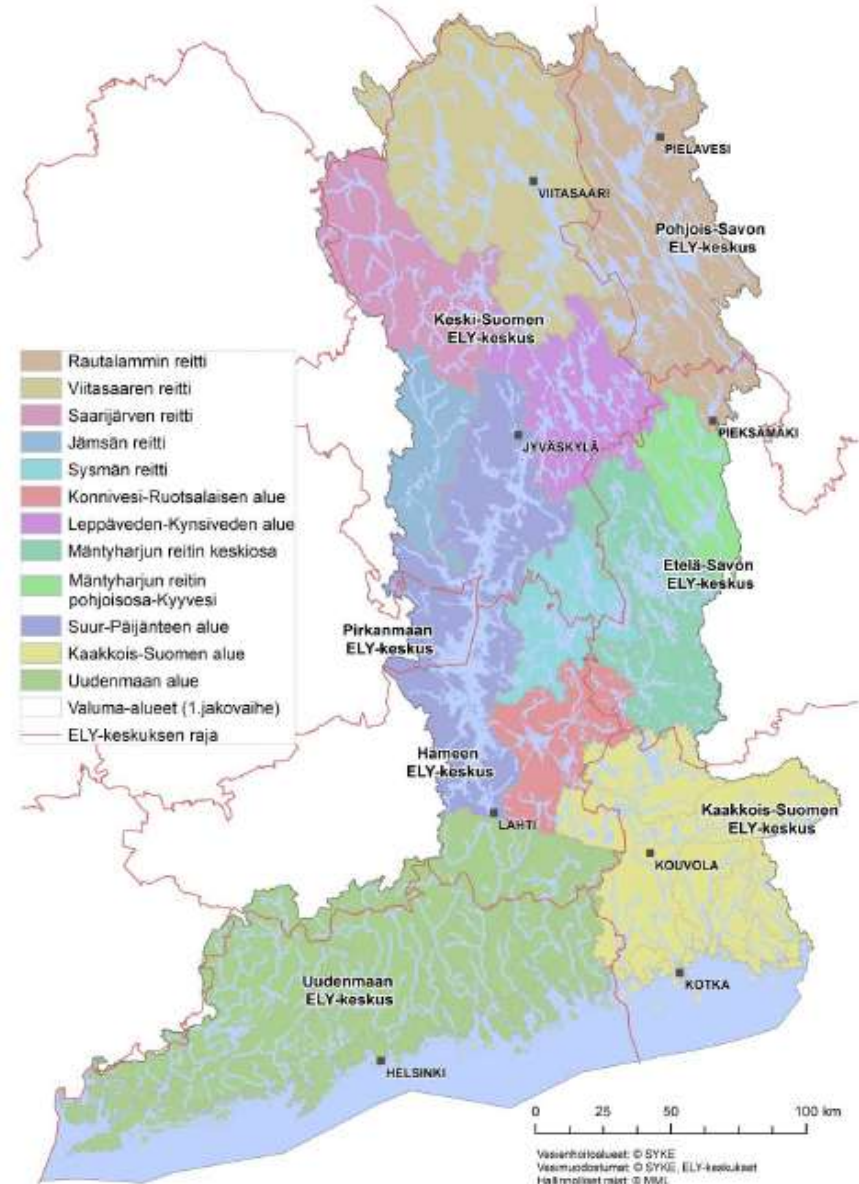 PIELAVESI
VIITASAARI
Pohjois-Savon
ELY-keskus
Keski-Suomen
ELY-keskus
Rautalammin reitti
Viitasaaren reitti
Saarijärven reitti
Jämsän reitti
Sysmän reitti
Konnivesi-Ruotsalaisen alue
Leppäveden-Kynsiveden alue
Mäntyharjun reitin keskiosa
Mäntyharjun reitin
pohjoisosa-Kyyvesi
Suur-Päijänteen alue
Kaakkois-Suomen alue
Uudenmaan alue
Valuma-alueet (1.jakovaihe)
ELY-keskuksen raja
JYVÄSKYLÄ
PIEKSÄMÄKI
Etelä-Savon
ELY-keskus
Pirkanmaan
ELY-keskus
Hämeen
ELY-keskus
LAHTI
Kaakkois-Suomen
ELY-keskus
KOUVOLA
Uudenmaan
ELY-keskus
KOTKA
HELSINKI
0 25 50 100 km
Vesienhoitoalueet: © SYKE
Vesimuodostumat: © SYKE, ELY-keskukset
Hallinnolliset rajat: © MML